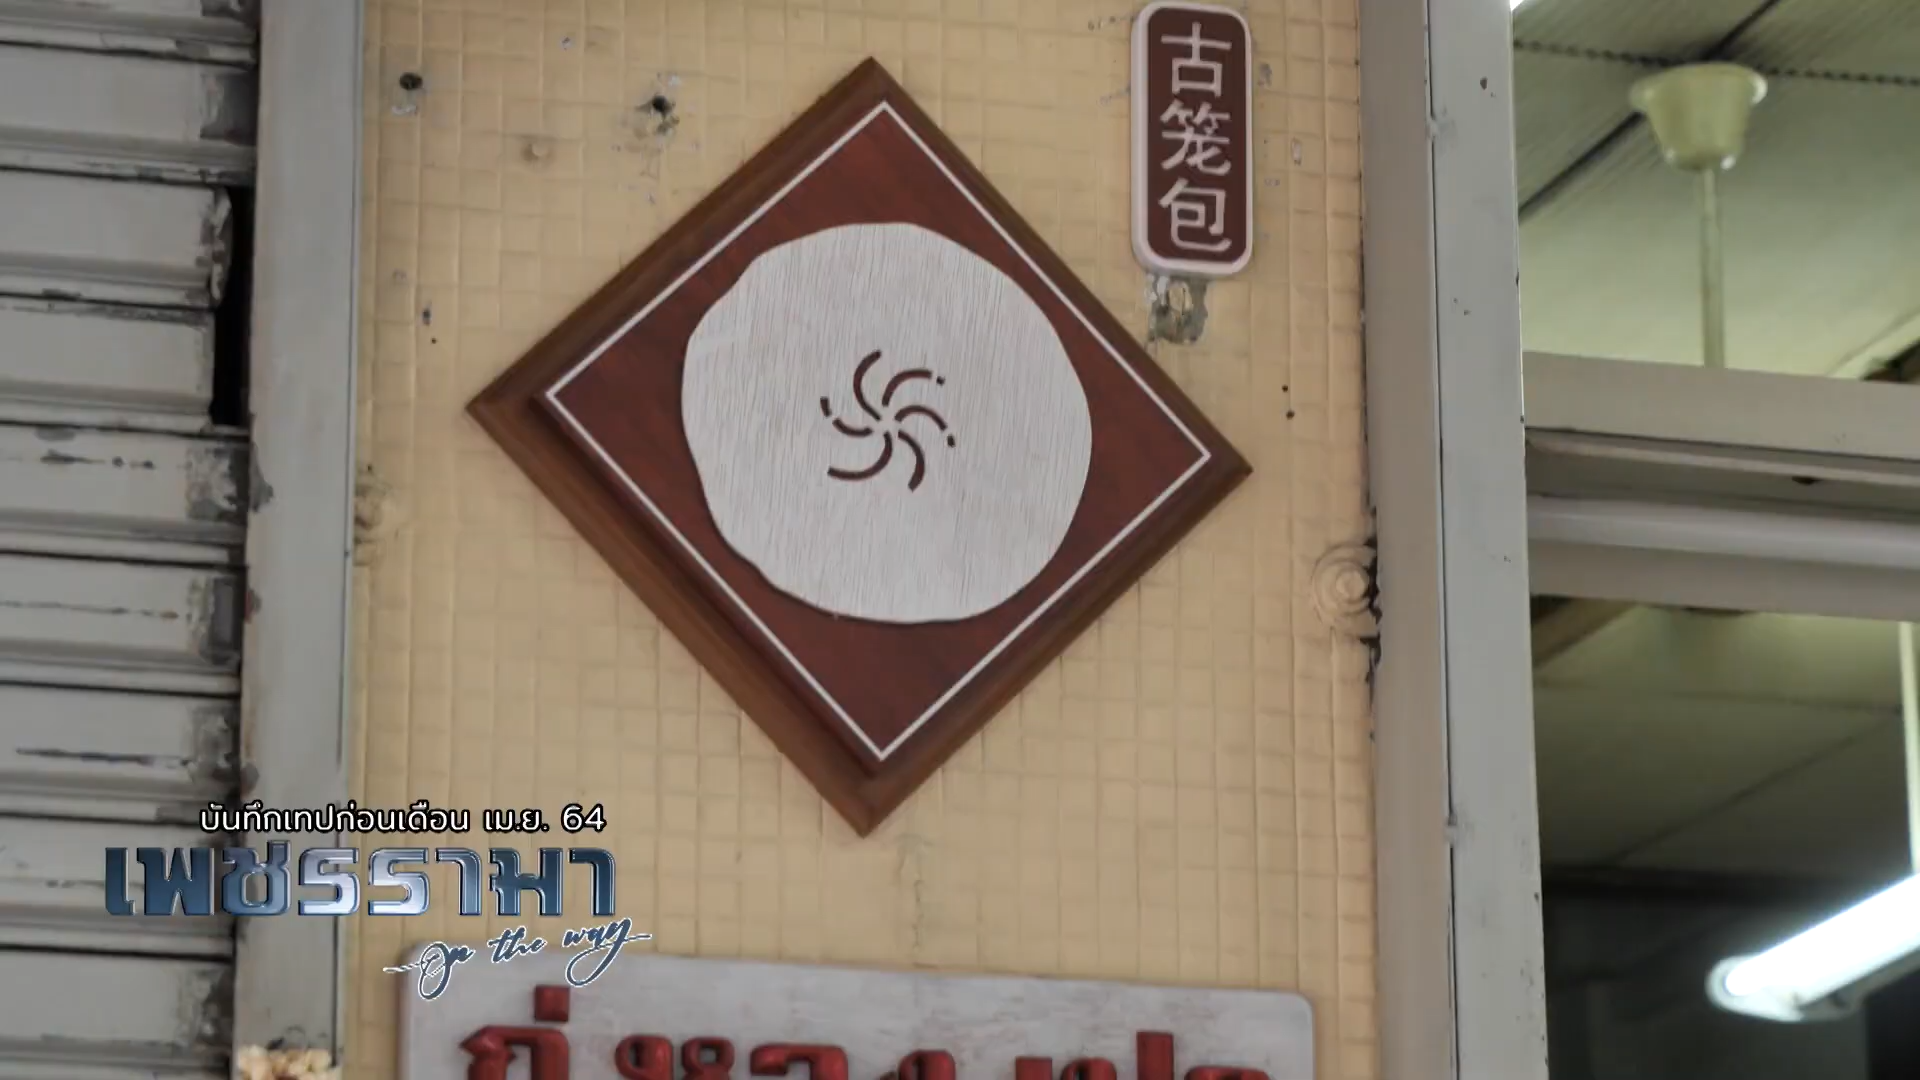 古笼包
บันทึกเทปก่อนเดือน เม.ย. 64
เพชรรามา
On the way